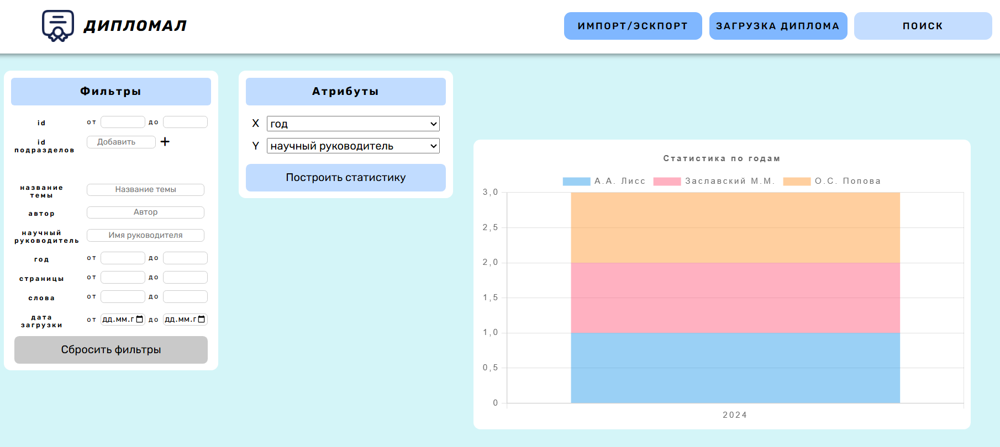 ДИПЛОМАЛ
ИМПОРТ/ЭСКПОРТ
ЗАГРУЗКА ДИПЛОМА
ПОИСК
Фильтры
id
от
до
id
подразделов
Добавить
название
темы
Название темы
автор
Автор
научный
руководитель
Имя руководителя
год
от
до
страницы
от
до
слова
от
до
дата
загрузки
от
дд.мм.г
до
дд.мм.г
Сбросить фильтры
Атрибуты
X
год
Y
научный руководитель
Построить статистику
Статистика по годам
А.А. Лисс
Заславский М.М.
О.С. Попова
3,0
2,5
2,0
1,5
1,0
0,5
0
2024